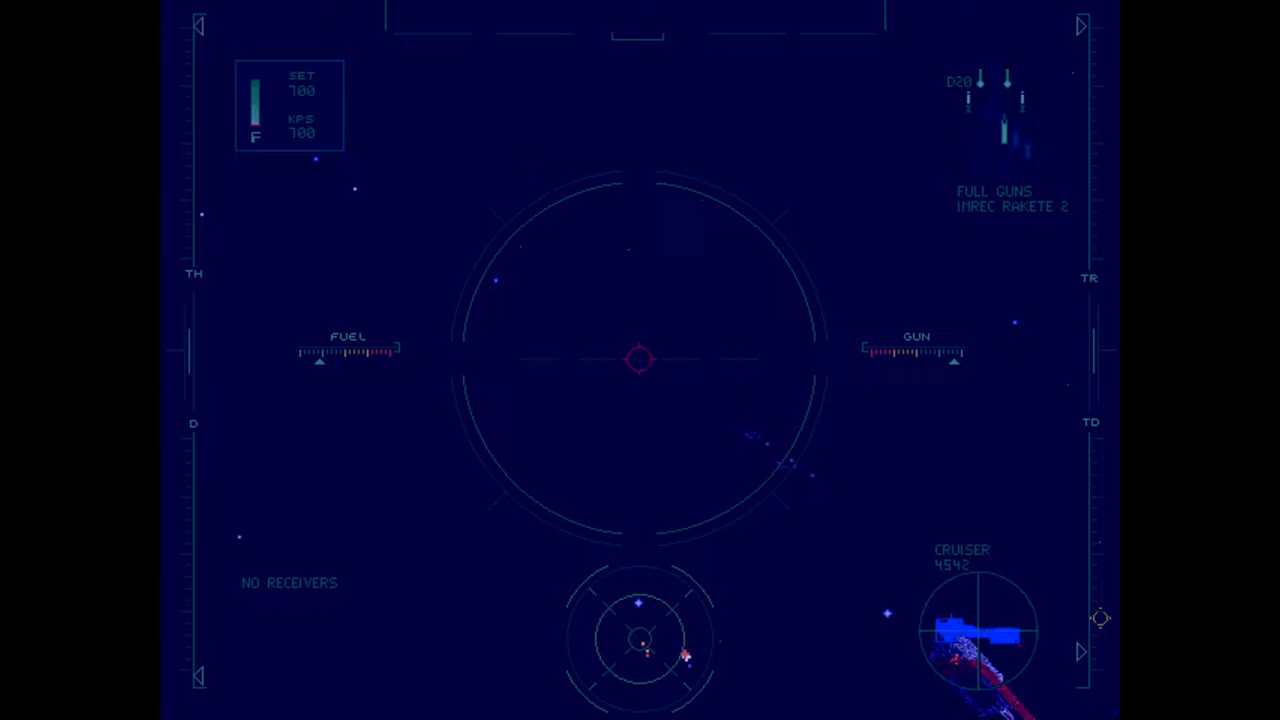 SET
700
KPS
700
F
D20
FULL GUNS
IMREC RAKETE 2
TH
TR
FUEL
GUN
D
TD
CRUISER
4542
NO RECEIVERS